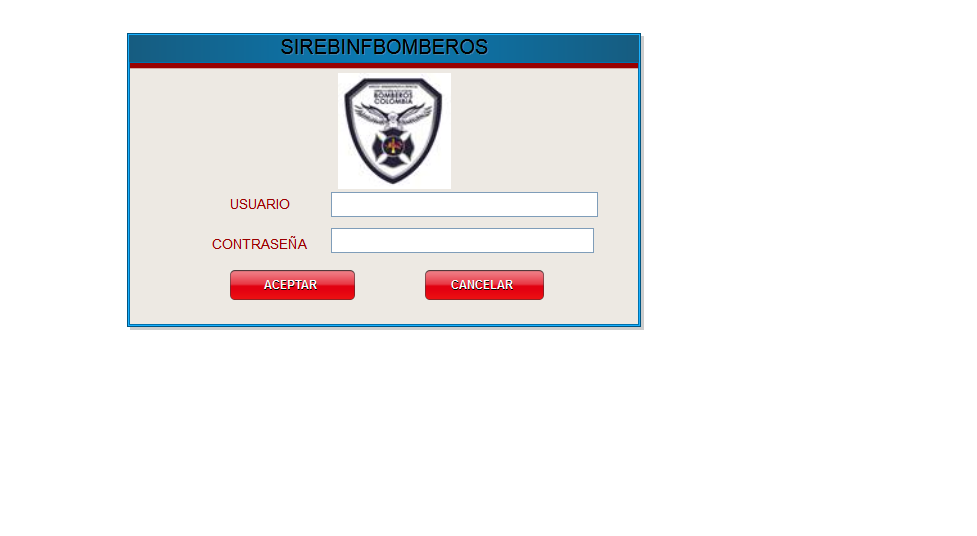 SIREBINFBOMBEROS
BOMBEROS
COLOMBIA
USUARIO
CONTRASEÑA
ACEPTAR
CANCELAR